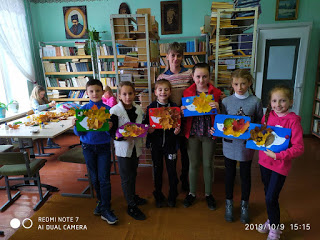 REDMI NOTE 7
AI DUAL CAMERA
2019/10/9 15:15